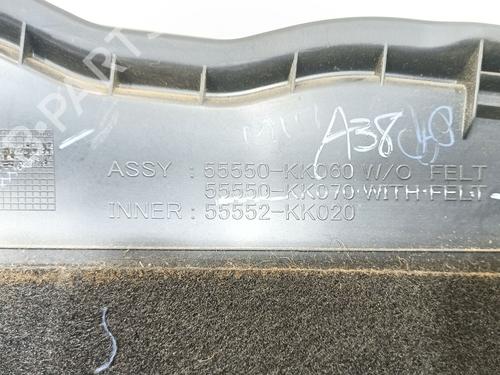 A38
ASSY : 55550-KK060 W/O FELT
55550-KK070 WITH FELT
INNER : 55552-KK020